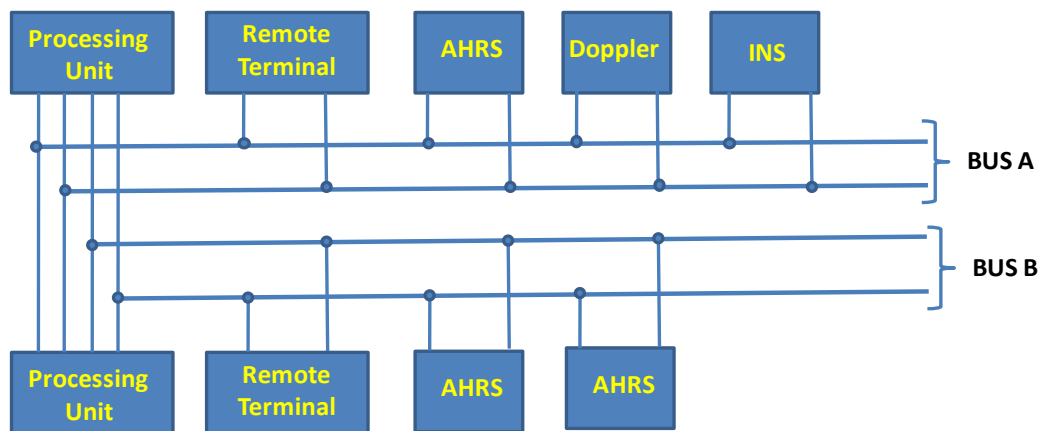 Processing
Unit
Remote
Terminal
AHRS
Doppler
INS
BUS A
BUS B
Processing
Unit
Remote
Terminal
AHRS
AHRS